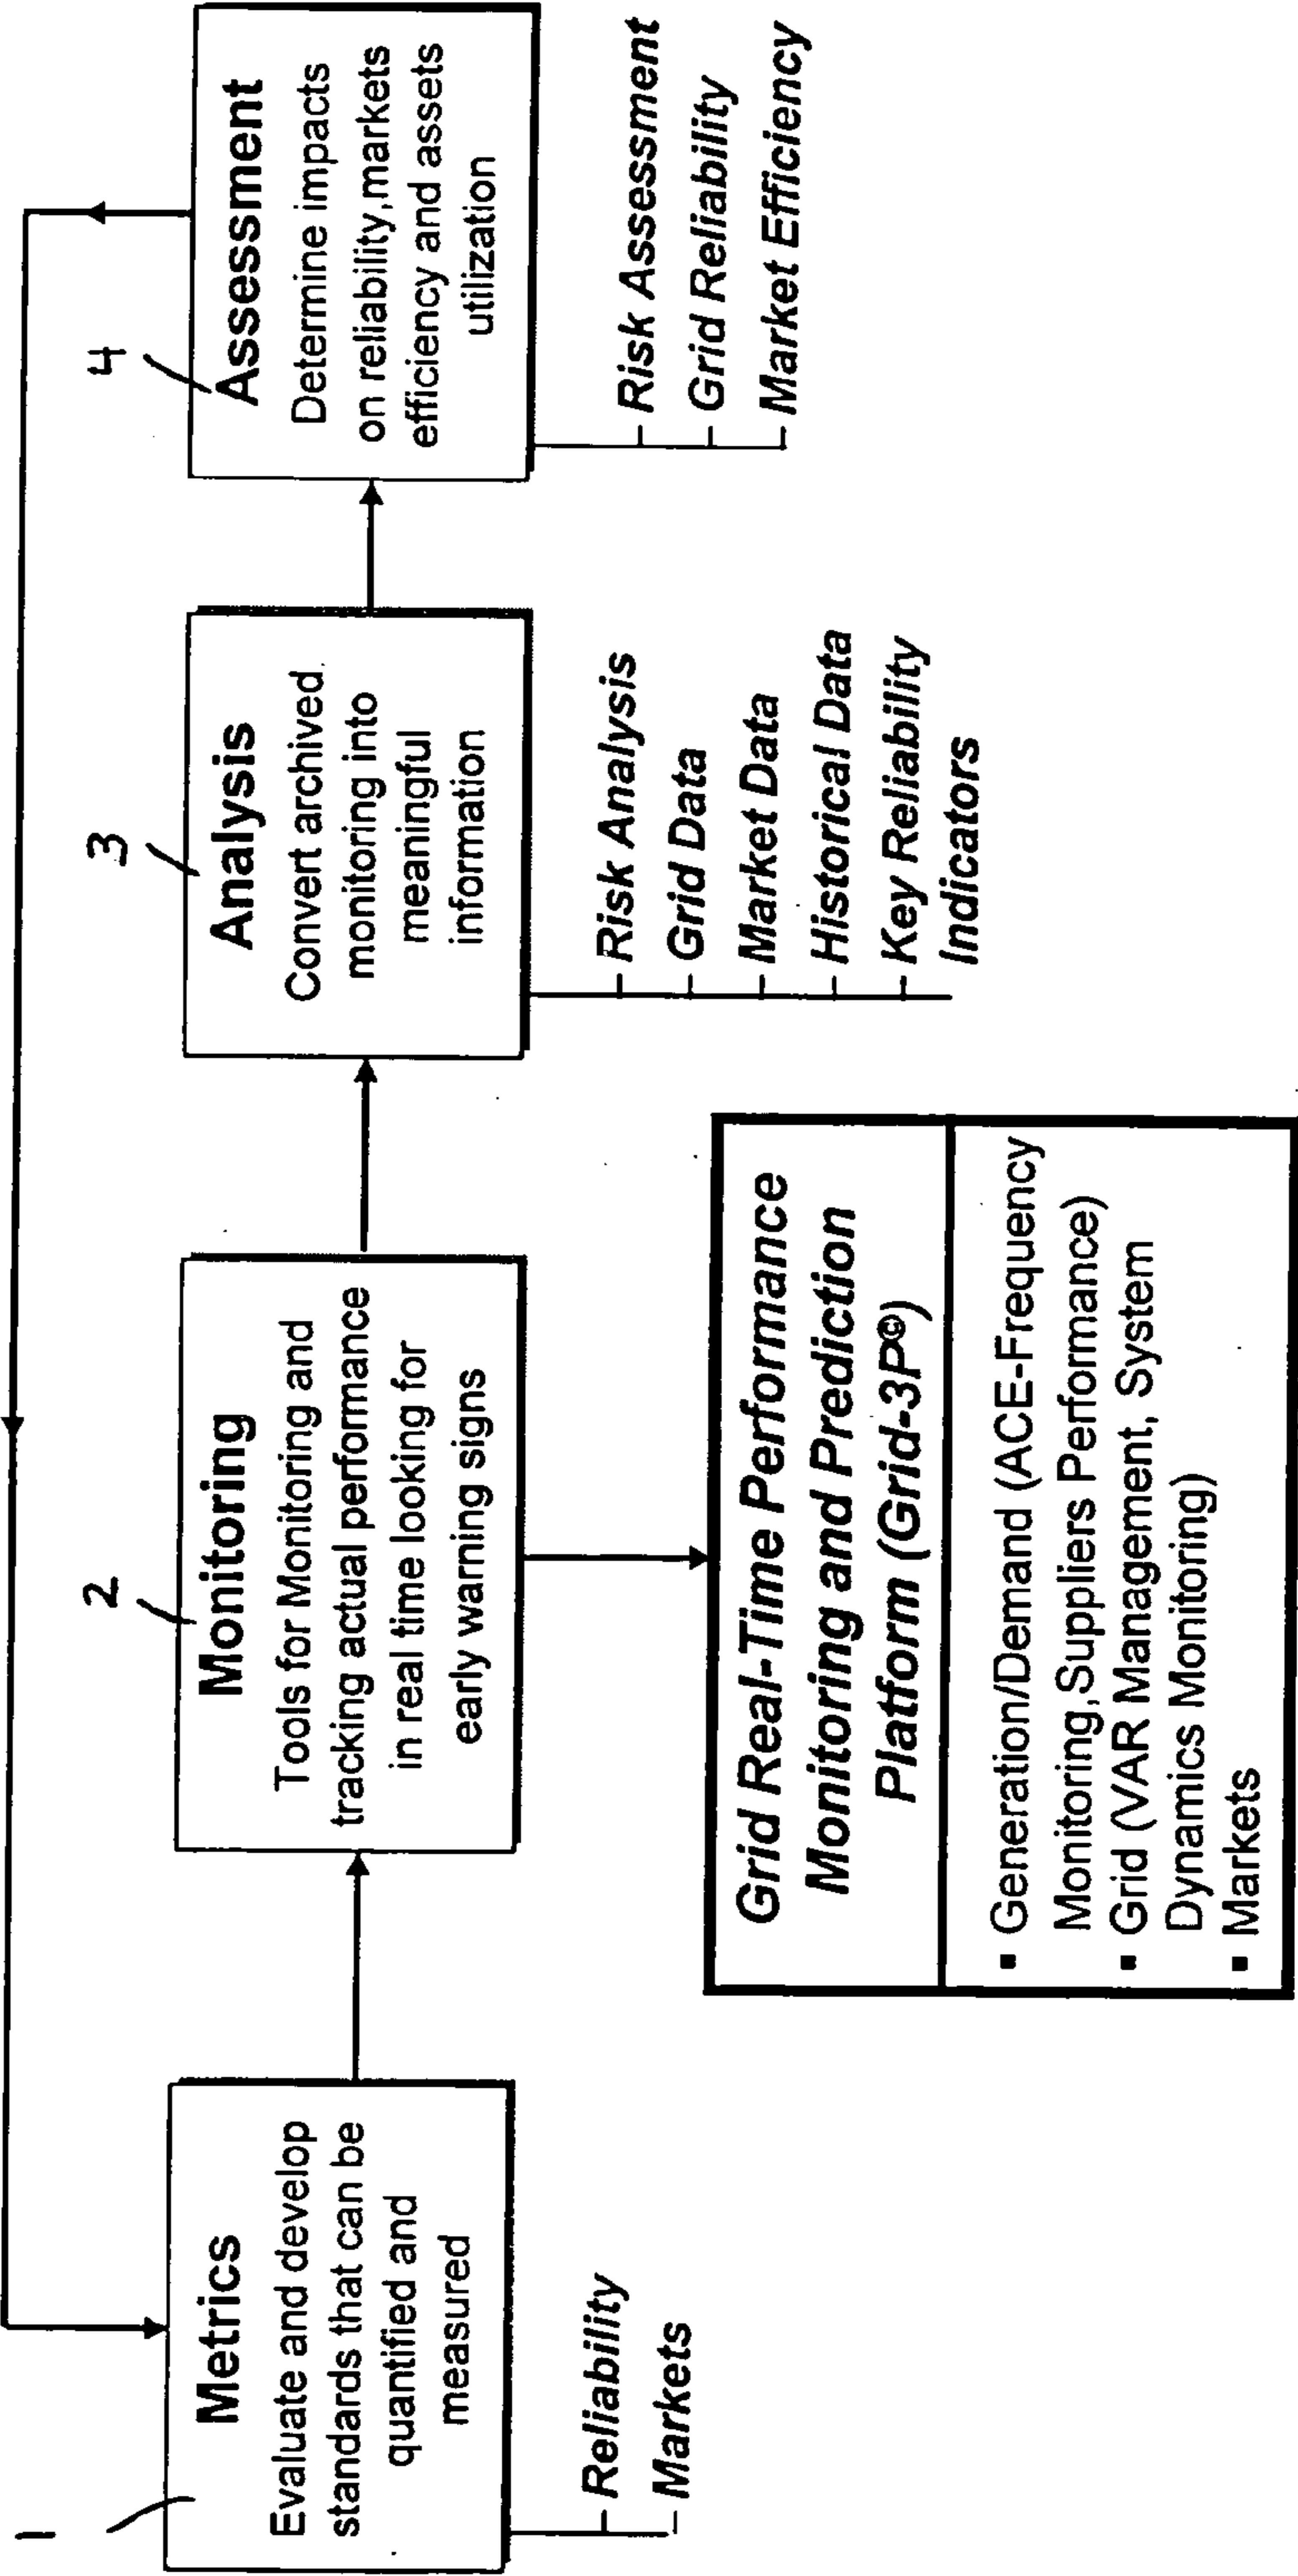 1
Metrics
Evaluate and develop
standards that can be
quantified and
measured
Reliability
Markets
2
Monitoring
Tools for Monitoring and
tracking actual performance
in real time looking for
early warning signs
Grid Real-Time Performance
Monitoring and Prediction
Platform (Grid-3P©)
▪ Generation/Demand (ACE-Frequency
Monitoring,Suppliers Performance)
▪ Grid (VAR Management, System
Dynamics Monitoring)
▪ Markets
3
Analysis
Convert archived
monitoring into
meaningful
information
Risk Analysis
Grid Data
Market Data
Historical Data
Key Reliability
Indicators
4
Assessment
Determine impacts
on reliability,markets
efficiency and assets
utilization
Risk Assessment
Grid Reliability
Market Efficiency